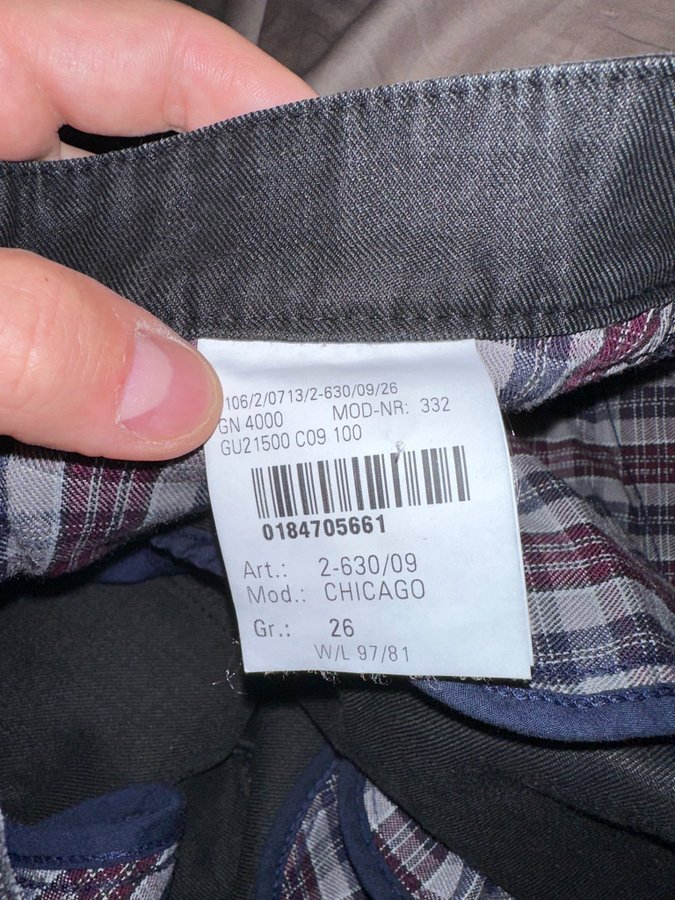 106/2/0713/2-630/09/26
GN 4000 MOD-NR: 332
GU21500 C09 100
0184705661
Art.: 2-630/09
Mod.: CHICAGO
Gr.: 26
W/L 97/81